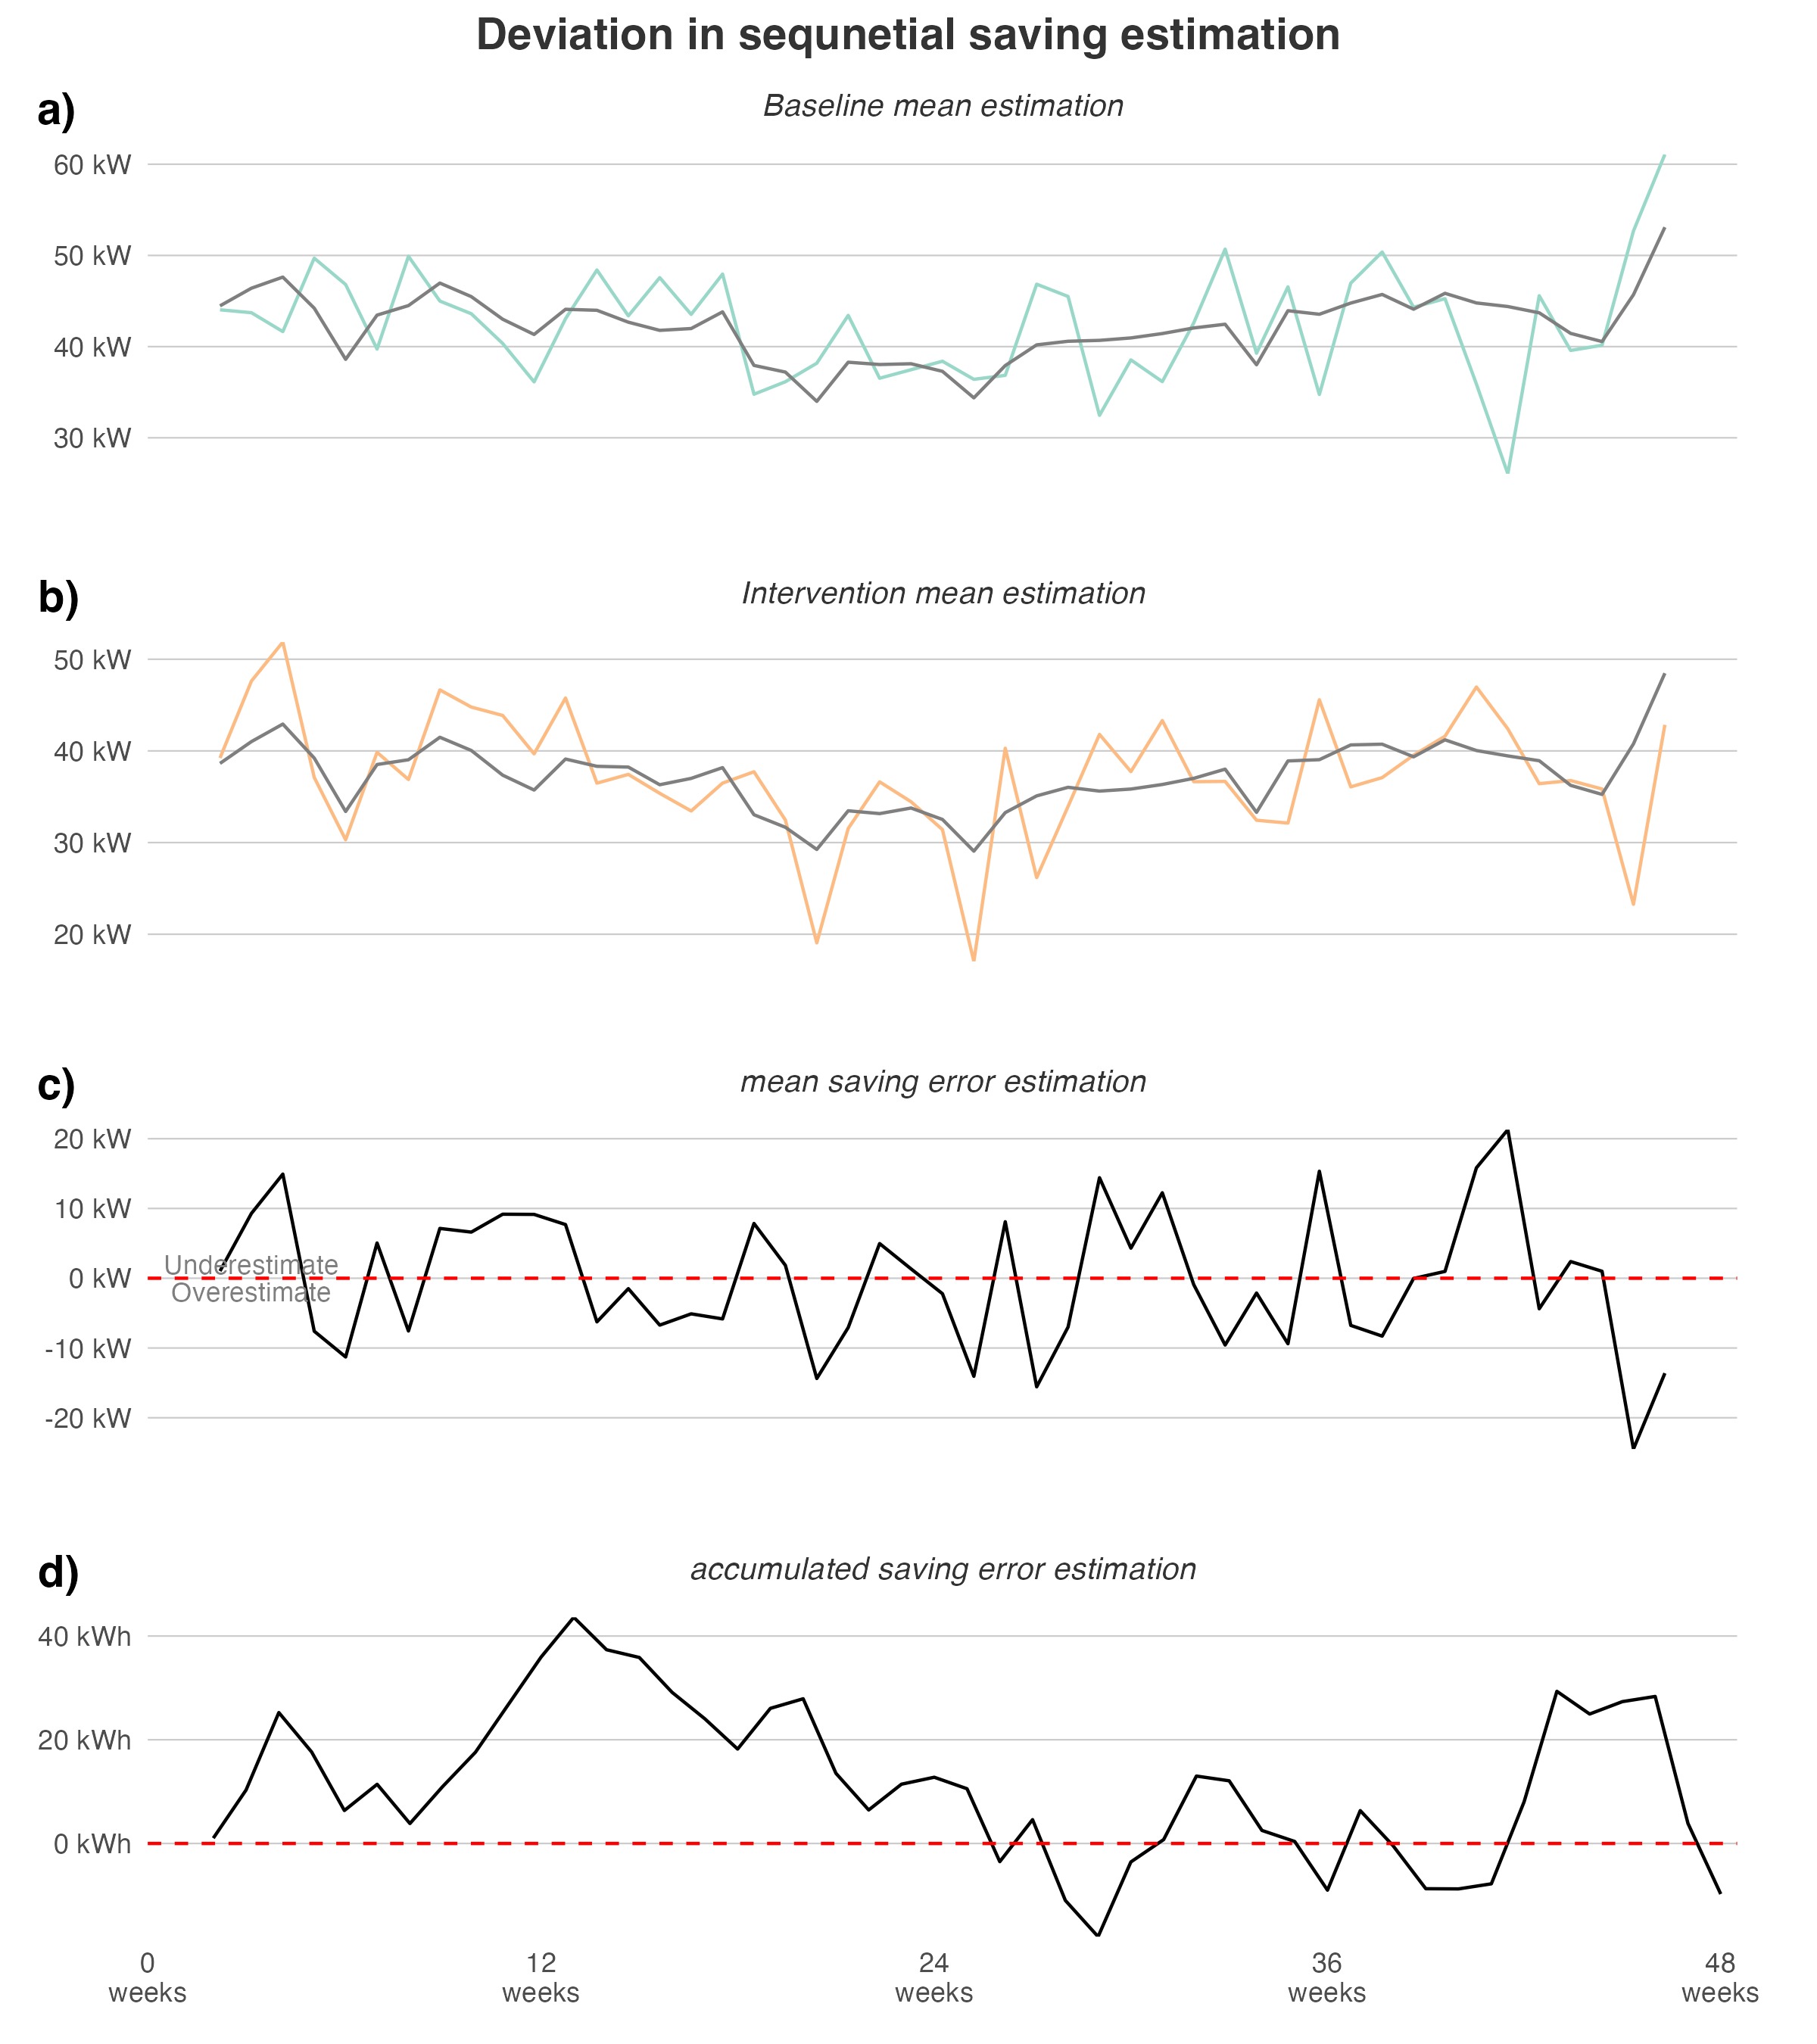 Deviation in sequnetial saving estimation
a)
Baseline mean estimation
60 kW
50 kW
40 kW
30 kW
b)
Intervention mean estimation
50 kW
40 kW
30 kW
20 kW
c)
mean saving error estimation
20 kW
10 kW
Underestimate
0 kW
Overestimate
-10 kW
-20 kW
d)
accumulated saving error estimation
40 kWh
20 kWh
0 kWh
0 12 24 36 48
weeks weeks weeks weeks weeks